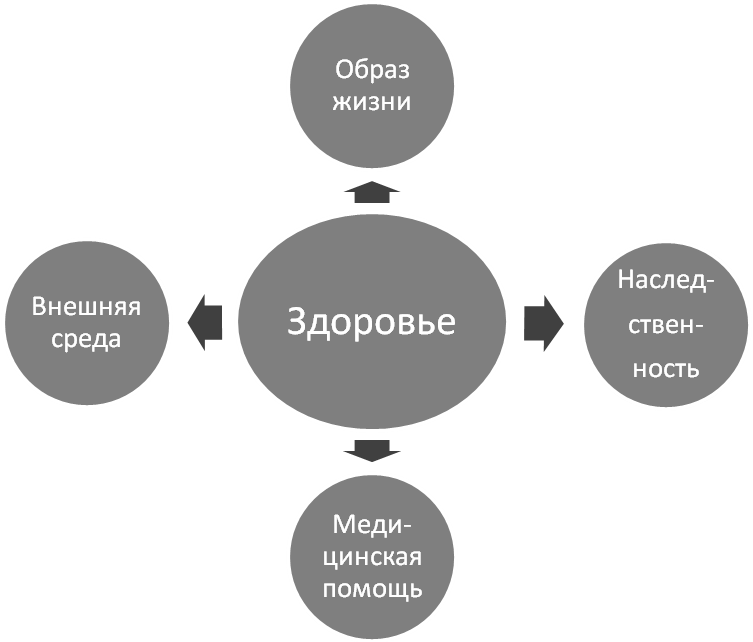 Образ
жизни
Внешняя
среда
Здоровье
Наслед-
ствен-
ность
Меди-
цинская
помощь